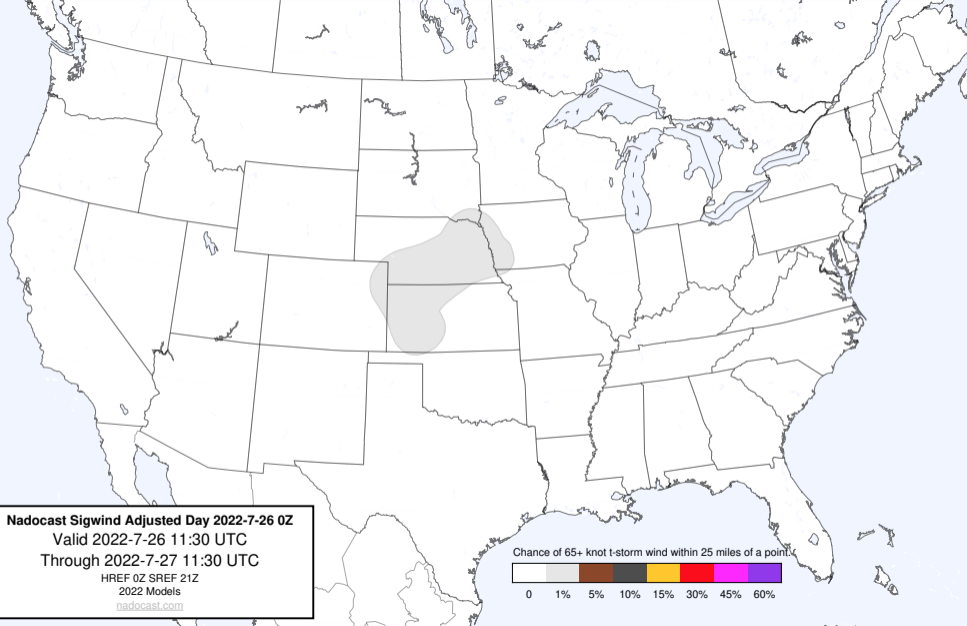 Nadocast Sigwind Adjusted Day 2022-7-26 0Z
Valid 2022-7-26 11:30 UTC
Through 2022-7-27 11:30 UTC
HREF 0Z SREF 21Z
2022 Models
nadocast.com
Chance of 65+ knot t-storm wind within 25 miles of a point.
0 1% 5% 10% 15% 30% 45% 60%